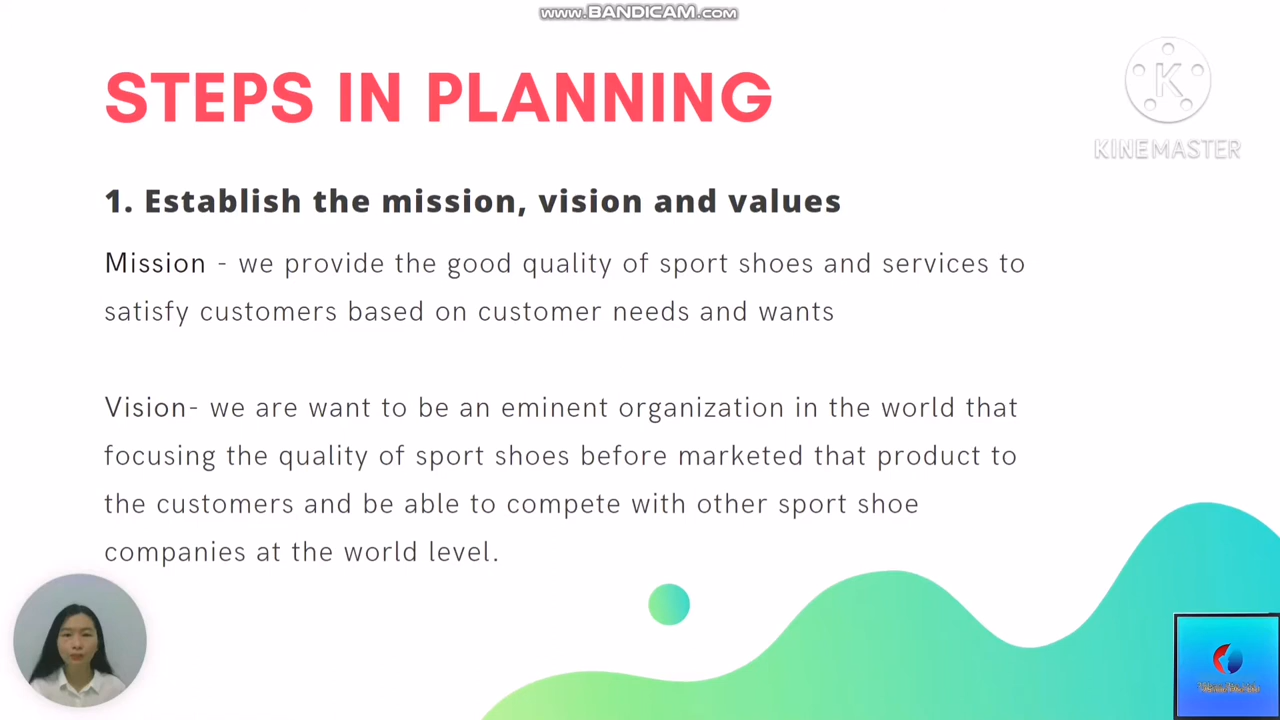 www.BANDICAM.com
STEPS IN PLANNING
K
KINEMASTER
1. Establish the mission, vision and values
Mission - we provide the good quality of sport shoes and services to
satisfy customers based on customer needs and wants
Vision- we are want to be an eminent organization in the world that
focusing the quality of sport shoes before marketed that product to
the customers and be able to compete with other sport shoe
companies at the world level.